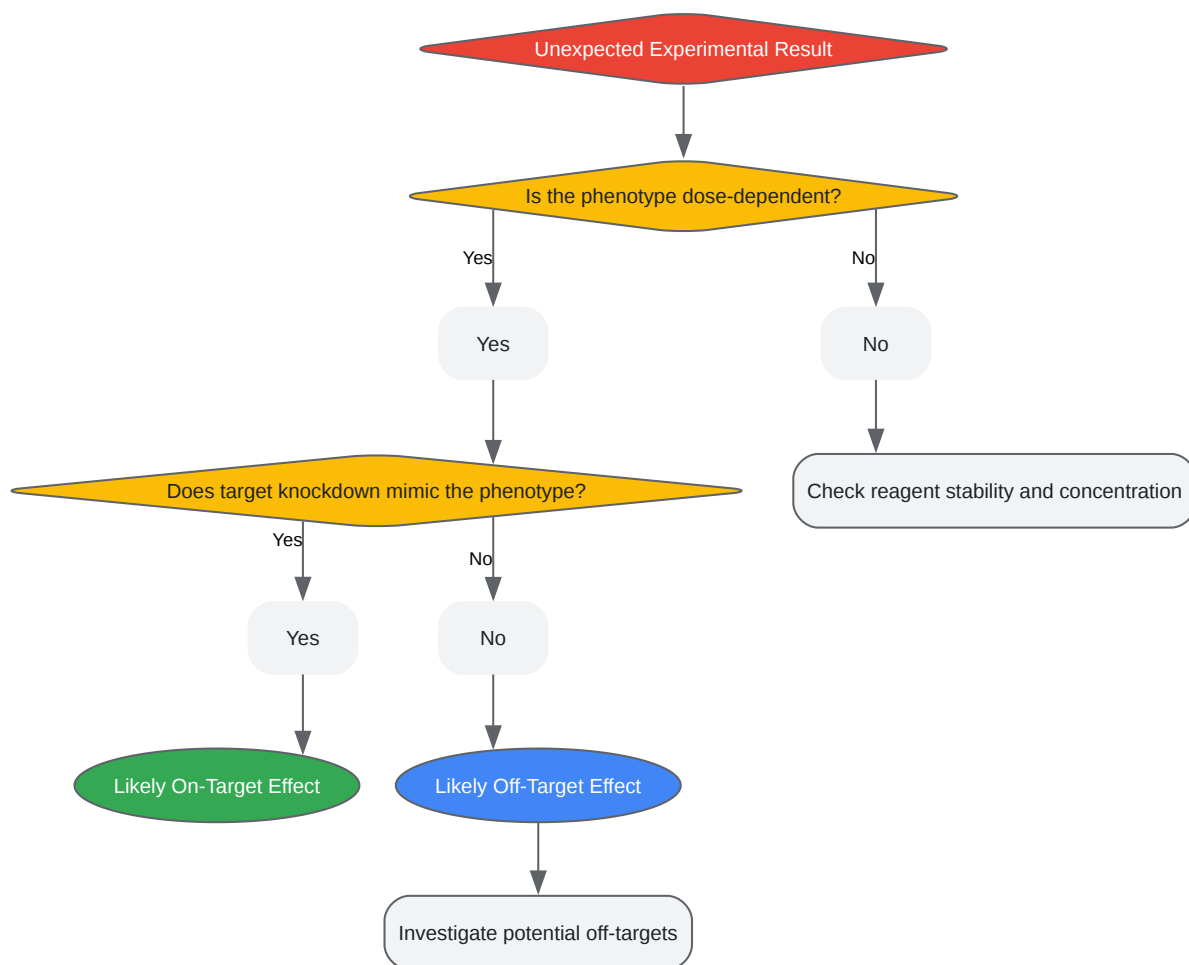 Unexpected Experimental Result
Is the phenotype dose-dependent?
Yes
No
Yes
No
Does target knockdown mimic the phenotype?
Check reagent stability and concentration
Yes
No
Yes
No
Likely On-Target Effect
Likely Off-Target Effect
Investigate potential off-targets